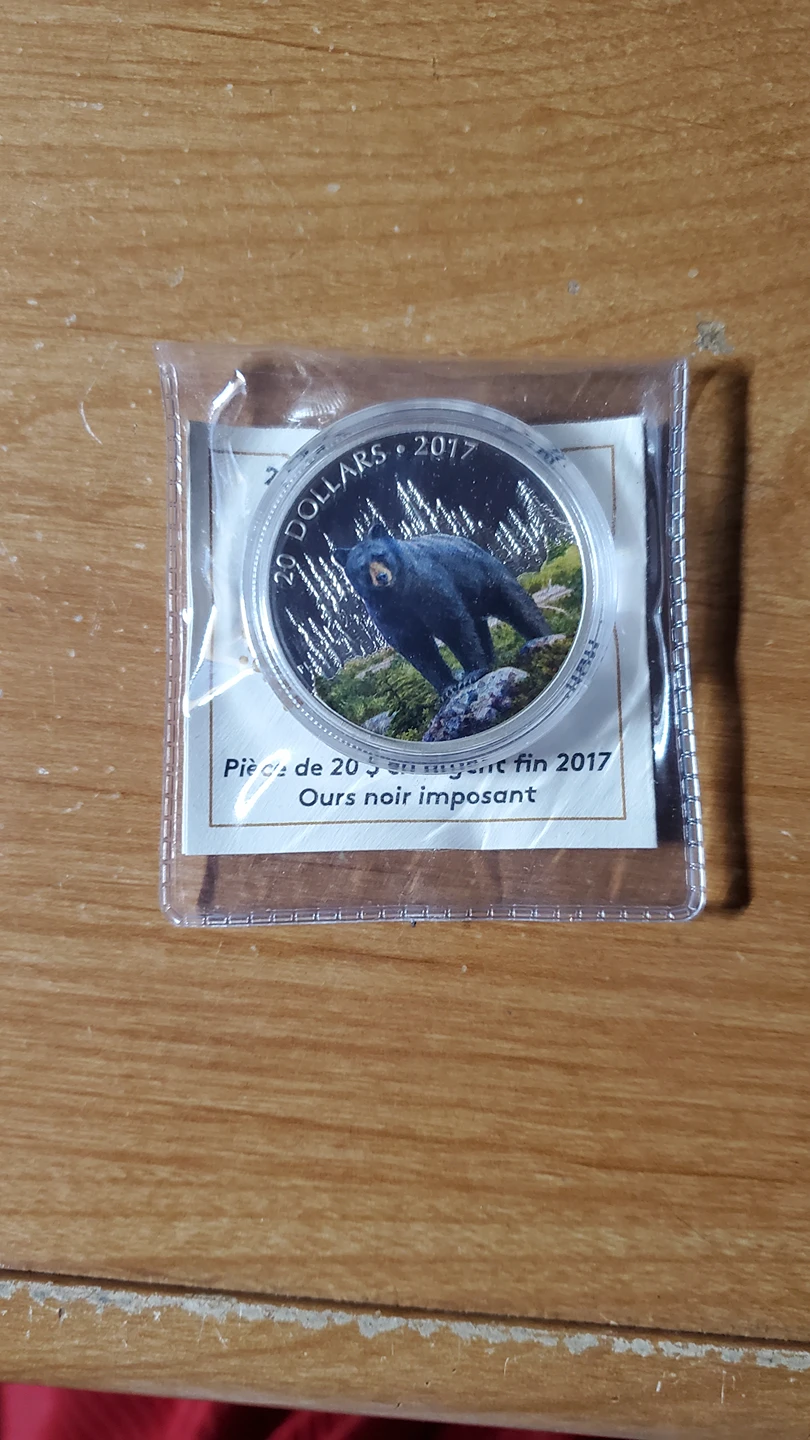 20 DOLLARS • 2017
Pièce de 20 $ en argent fin 2017
Ours noir imposant